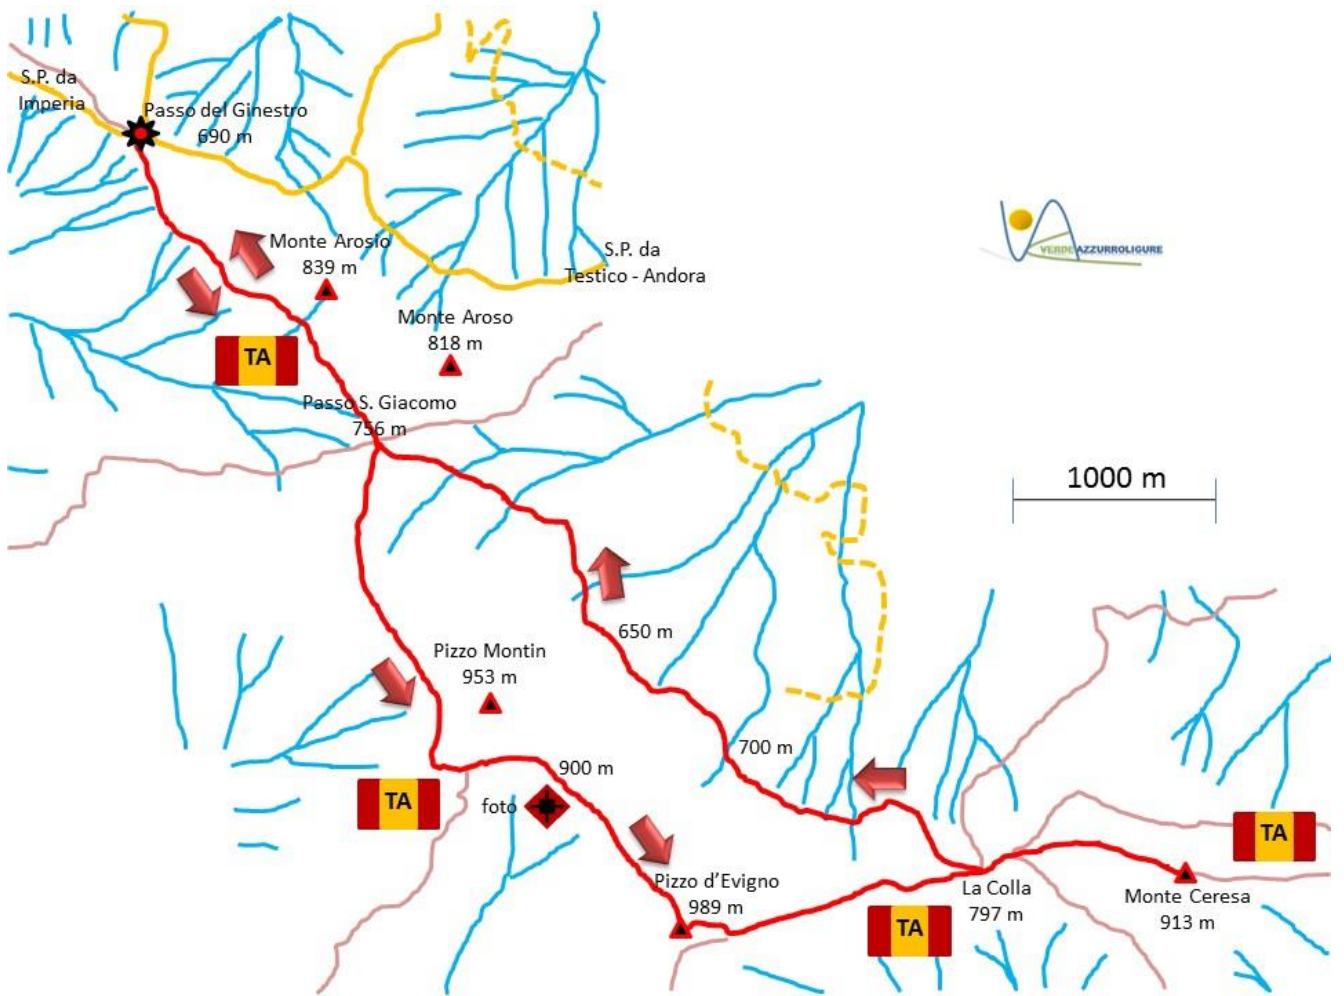 S.P. da
Imperia
Passo del Ginestro
690 m
Monte Arosio
839 m
S.P. da
Testico - Andora
VERDEAZZURROLIGURE
Monte Aroso
818 m
TA
Passo S. Giacomo
756 m
1000 m
650 m
Pizzo Montin
953 m
700 m
900 m
TA
foto
TA
Pizzo d'Evigno
989 m
La Colla
797 m
Monte Ceresa
913 m
TA